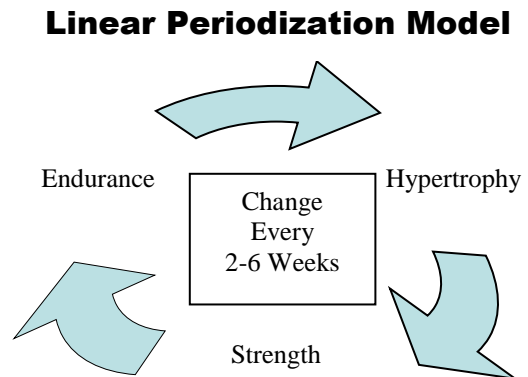 Linear Periodization Model
Endurance
Hypertrophy
Change
Every
2-6 Weeks
Strength